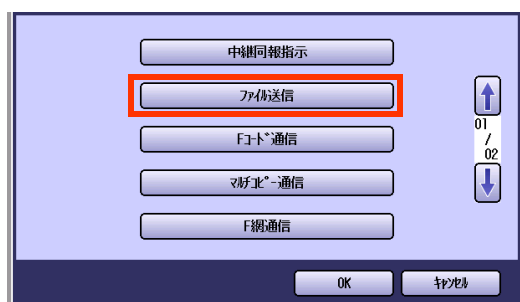 中継同報指示
ﾌｧｲﾙ送信
01
/
02
Fｺｰﾄﾞ通信
ﾏﾙﾁｺﾋﾟｰ通信
F網通信
OK
ｷｬﾝｾﾙ